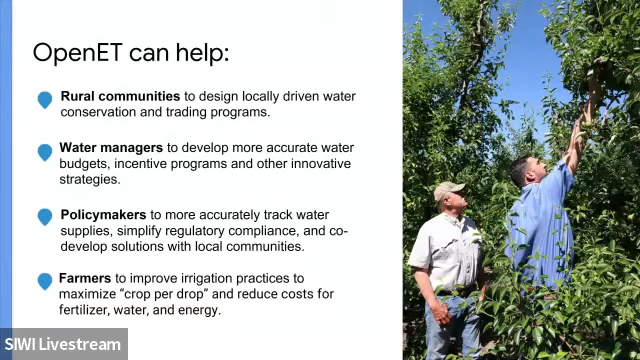 OpenET can help:
Rural communities to design locally driven water
conservation and trading programs.
Water managers to develop more accurate water
budgets, incentive programs and other innovative
strategies.
Policymakers to more accurately track water
supplies, simplify regulatory compliance, and co-
develop solutions with local communities.
Farmers to improve irrigation practices to
maximize “crop per drop” and reduce costs for
fertilizer, water, and energy.
SIWI Livestream